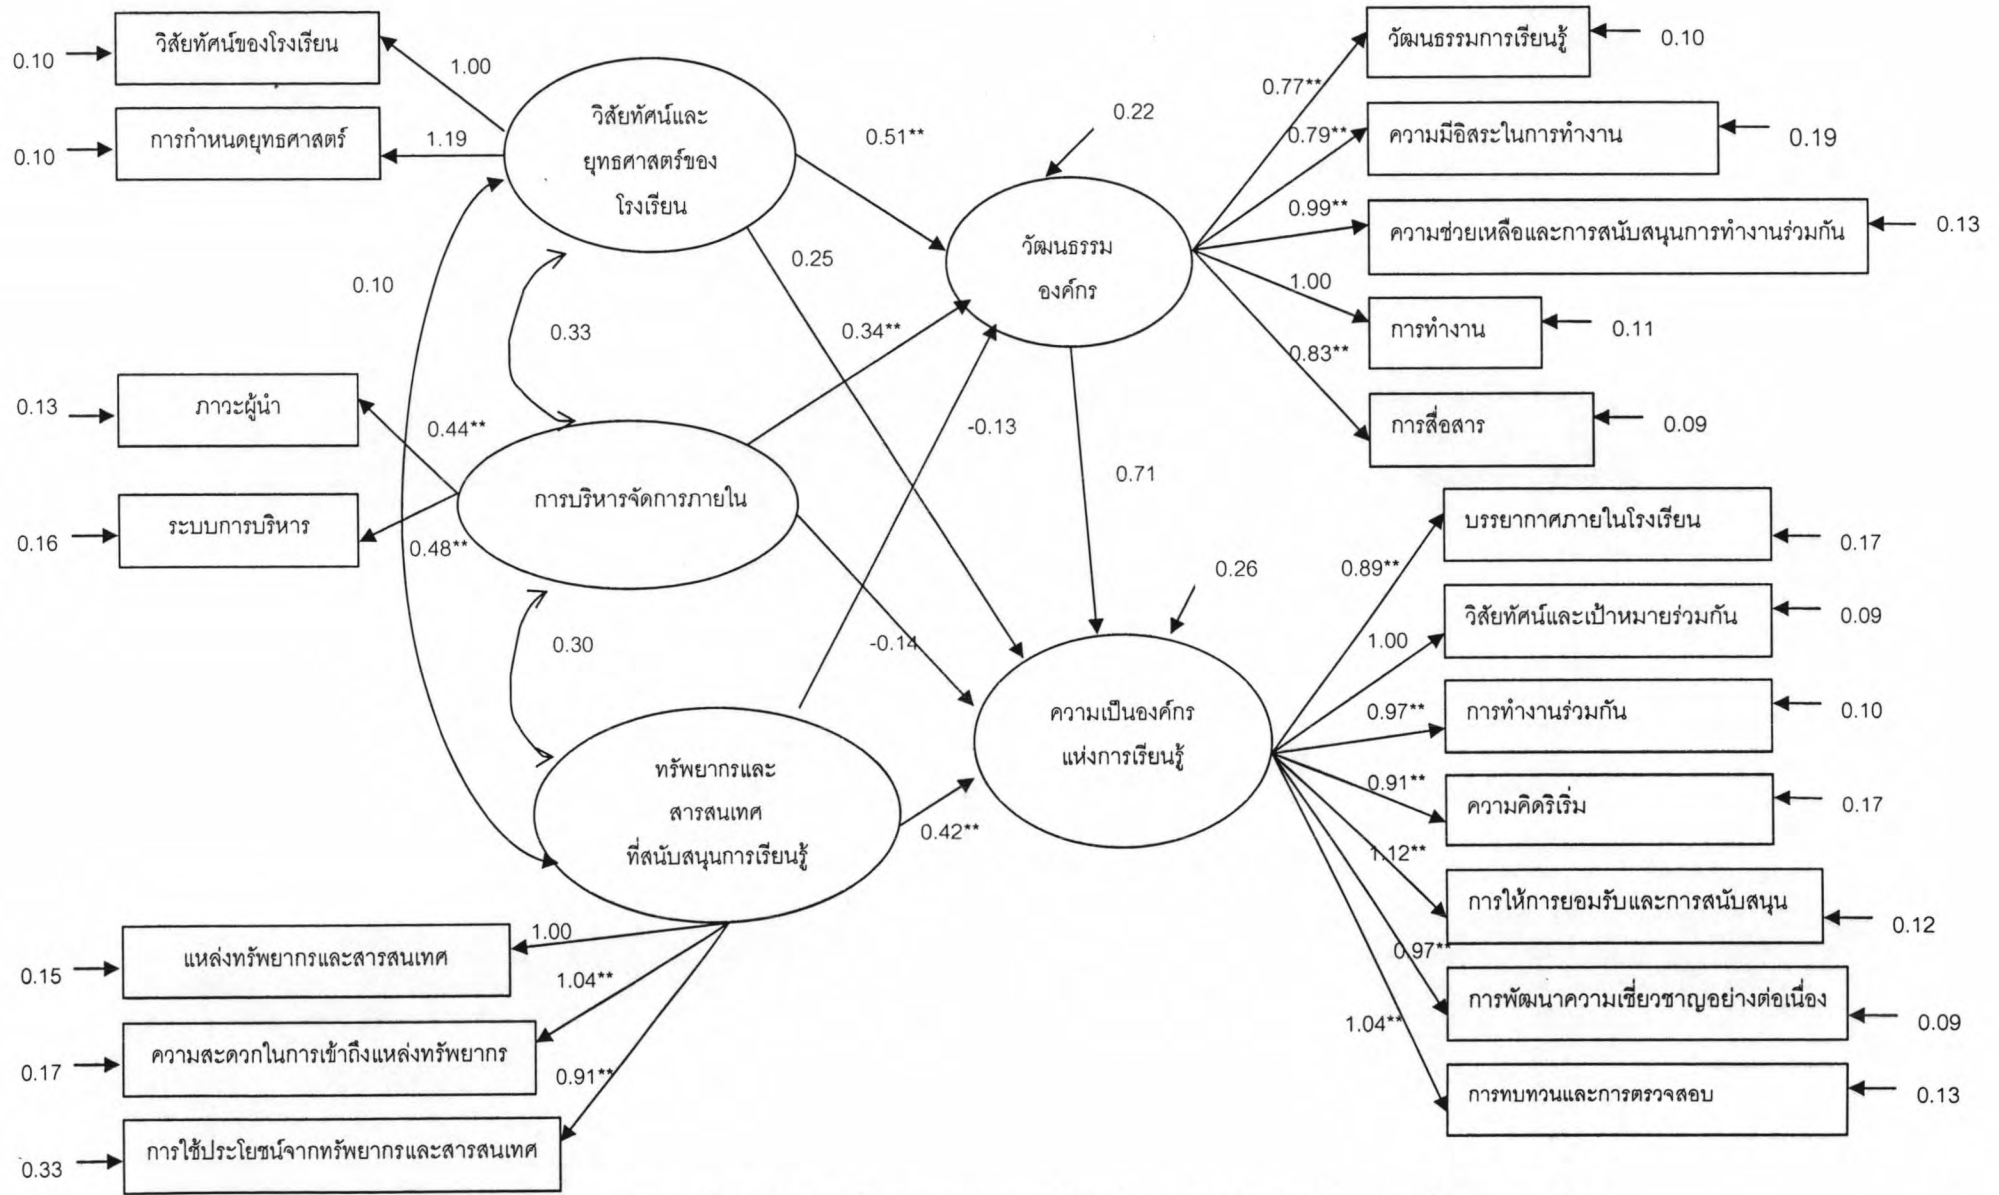 วิสัยทัศน์ของโรงเรียน
0.10
1.00
การกำหนดยุทธศาสตร์
0.10
1.19
วิสัยทัศน์และ
ยุทธศาสตร์ของ
โรงเรียน
0.10
0.33
0.51**
0.25
0.22
วัฒนธรรม
องค์กร
0.34**
-0.13
0.71
0.77**
0.79**
0.99**
1.00
0.83**
วัฒนธรรมการเรียนรู้
0.10
ความมีอิสระในการทำงาน
0.19
ความช่วยเหลือและการสนับสนุนการทำงานร่วมกัน
0.13
การทำงาน
0.11
การสื่อสาร
0.09
ภาวะผู้นำ
0.13
0.44**
ระบบการบริหาร
0.16
0.48**
การบริหารจัดการภายใน
0.30
-0.14
0.26
ความเป็นองค์กร
แห่งการเรียนรู้
ทรัพยากรและ
สารสนเทศ
ที่สนับสนุนการเรียนรู้
0.42**
0.89**
1.00
0.97**
0.91**
1.12**
0.97**
1.04**
บรรยากาศภายในโรงเรียน
0.17
วิสัยทัศน์และเป้าหมายร่วมกัน
0.09
การทำงานร่วมกัน
0.10
ความคิดริเริ่ม
0.17
การให้การยอมรับและการสนับสนุน
0.12
การพัฒนาความเชี่ยวชาญอย่างต่อเนื่อง
0.09
การทบทวนและการตรวจสอบ
0.13
แหล่งทรัพยากรและสารสนเทศ
0.15
1.00
ความสะดวกในการเข้าถึงแหล่งทรัพยากร
0.17
1.04**
การใช้ประโยชน์จากทรัพยากรและสารสนเทศ
0.33
0.91**